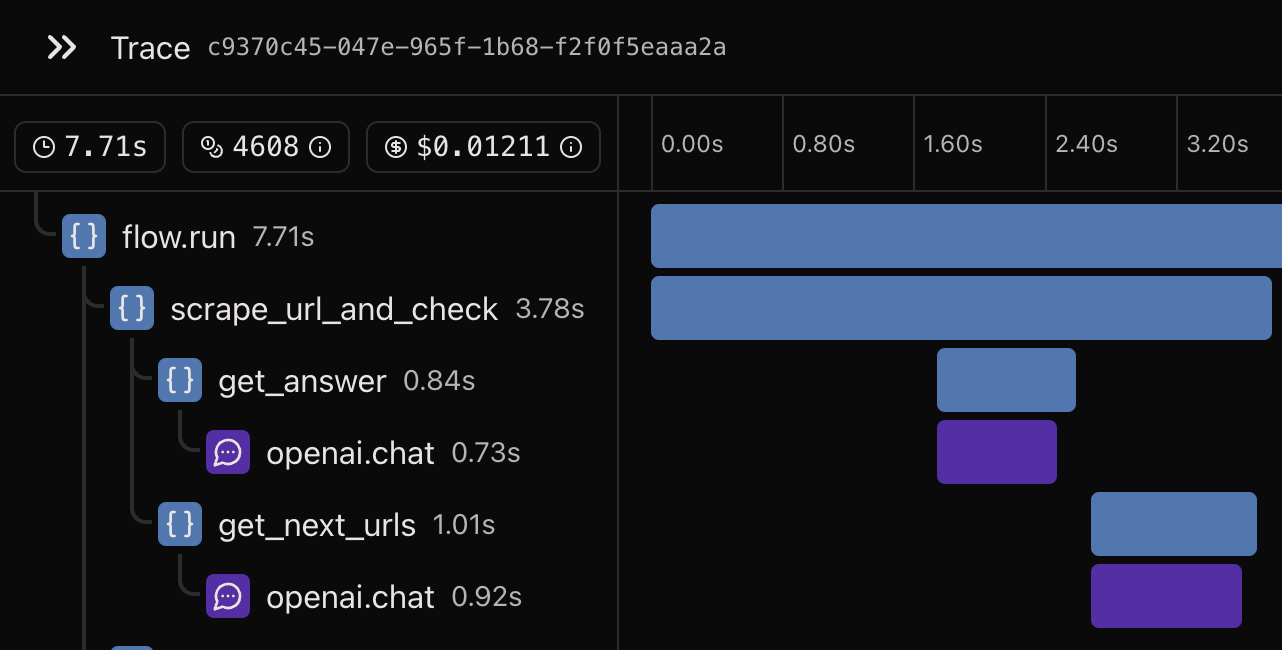 Trace c9370c45-047e-965f-1b68-f2f0f5eaaa2a
7.71s 4608 $0.01211 0.00s 0.80s 1.60s 2.40s 3.20s
flow.run 7.71s
scrape_url_and_check 3.78s
get_answer 0.84s
openai.chat 0.73s
get_next_urls 1.01s
openai.chat 0.92s